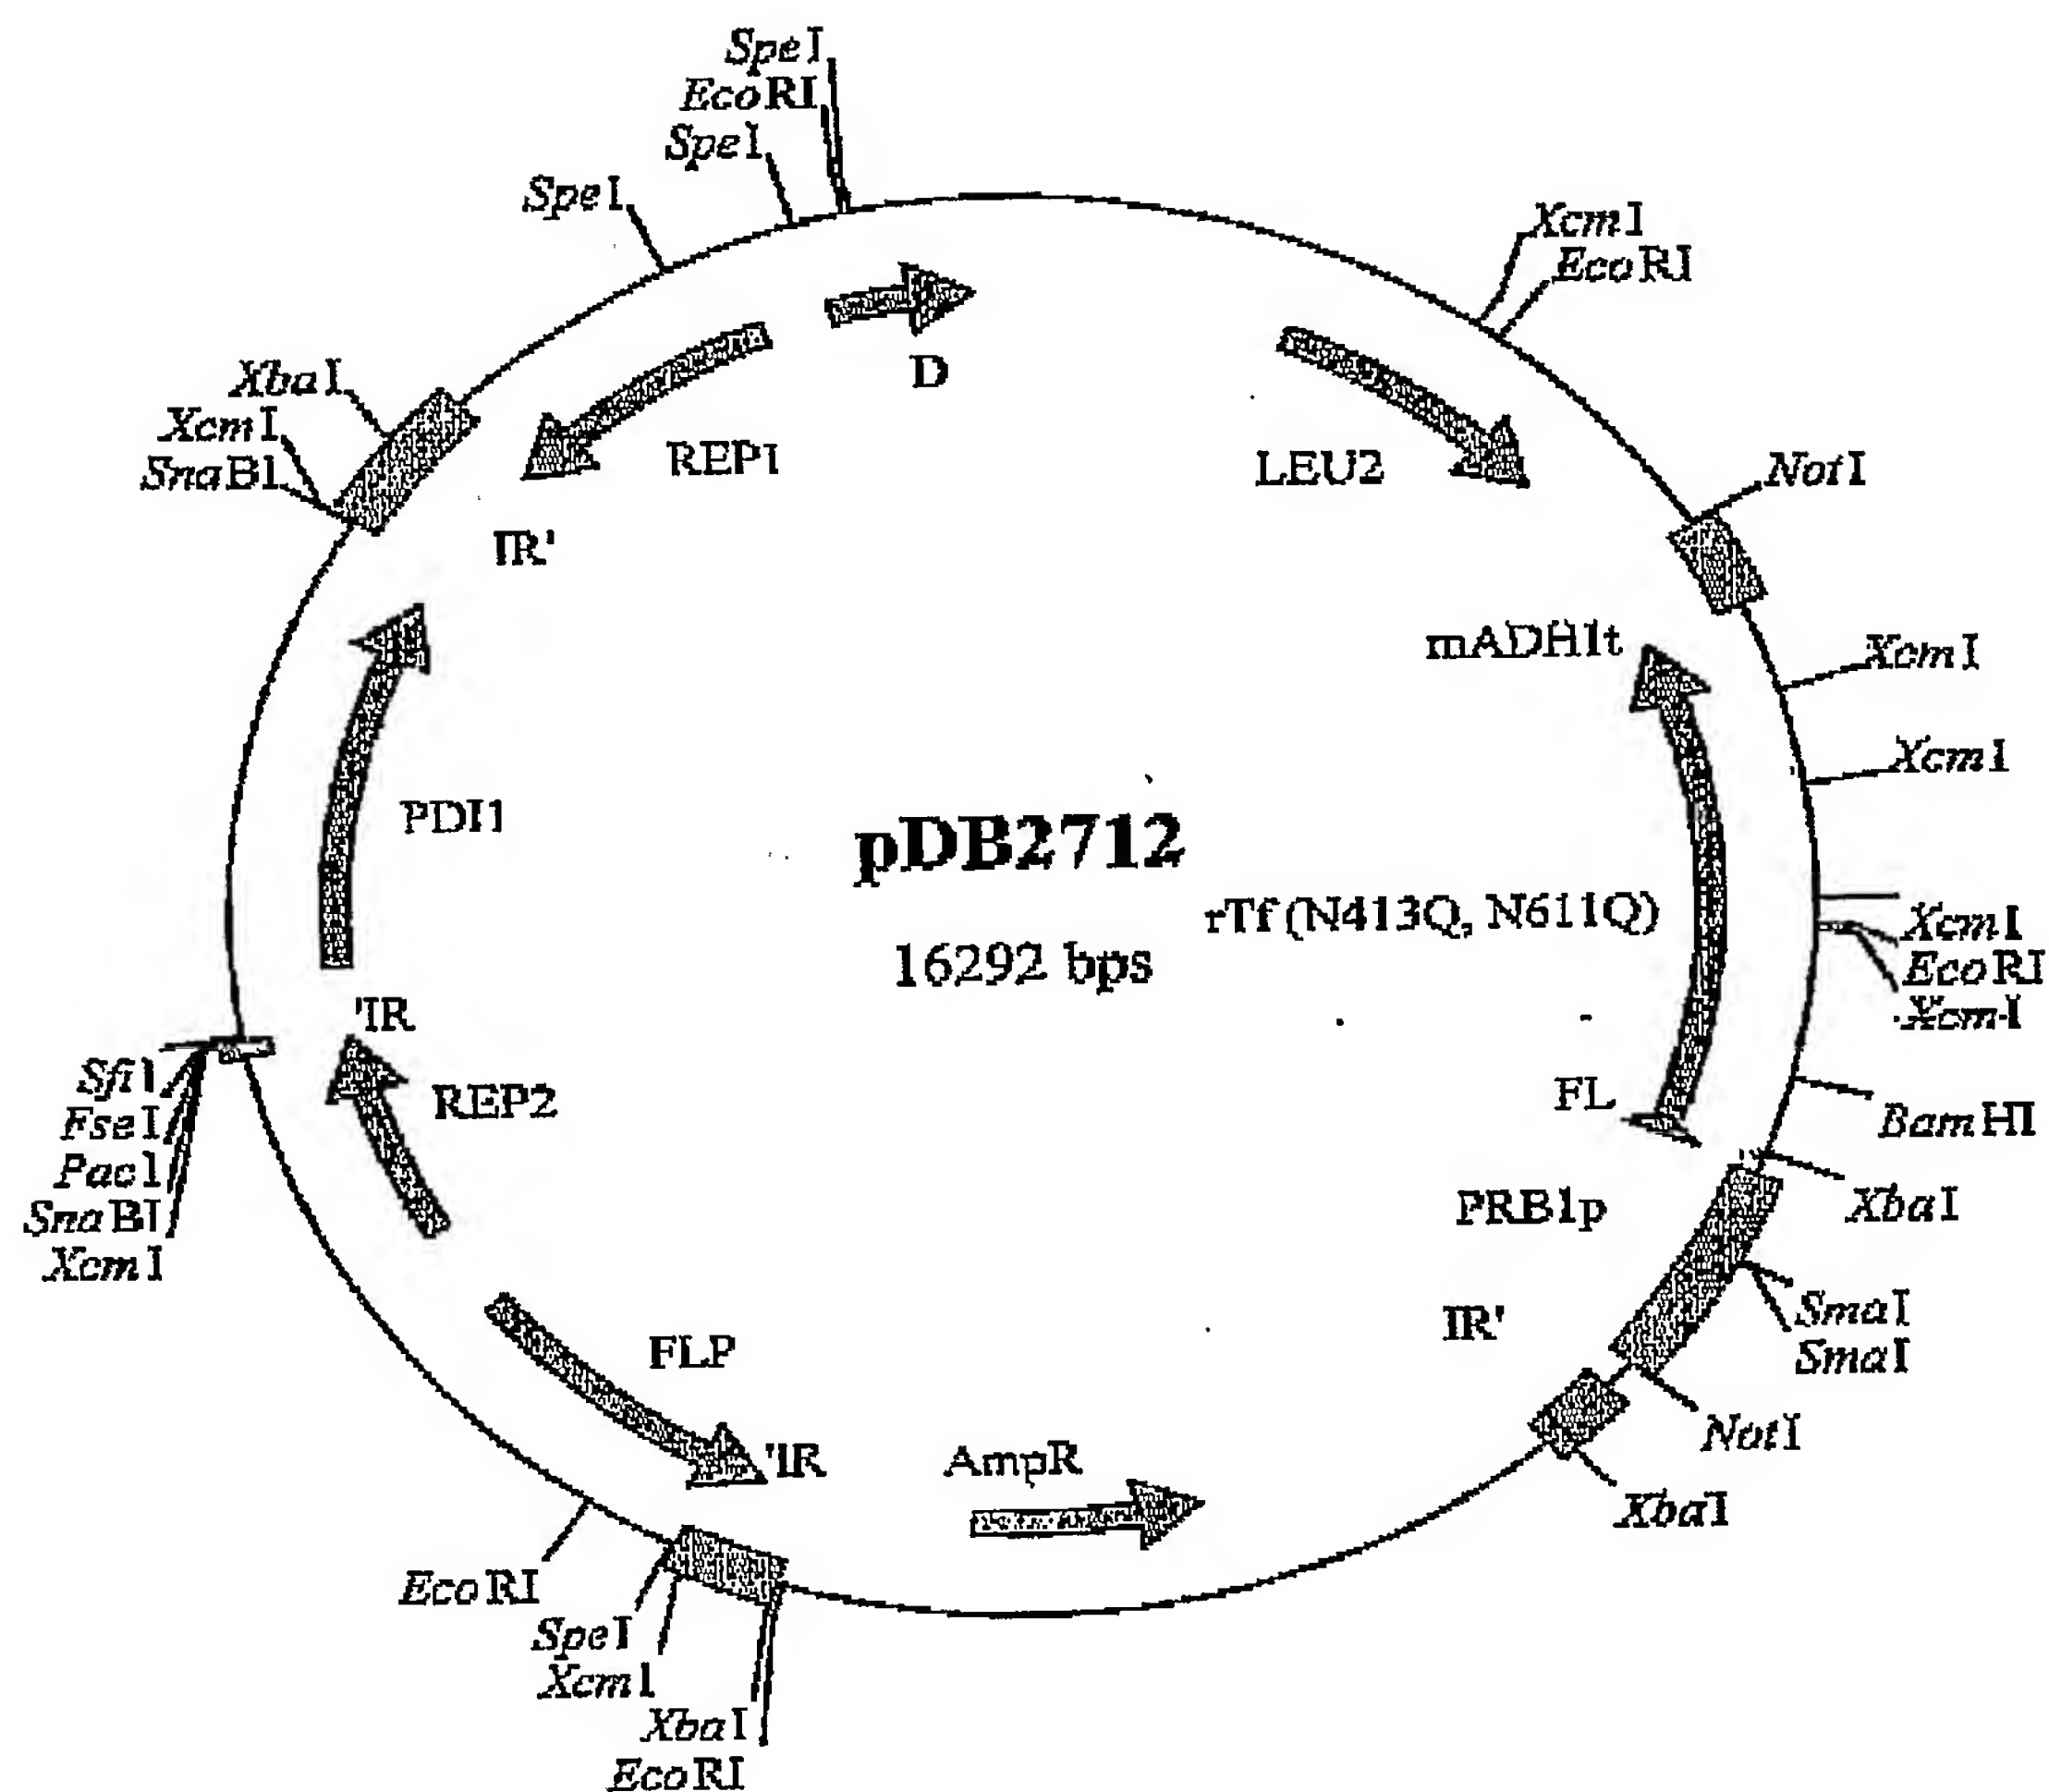 SpeI
EcoRI
SpeI
SpeI
XcmI
EcoRI
XbaI
XcmI
SnaBI
D
REP1
LEU2
NotI
IR'
mADH1t
XcmI
XcmI
PDI1
pDB2712
rTf(N413Q, N611Q)
16292 bps
XcmI
EcoRI
XcmI
'IR
SfiI
FseI
PacI
SnaBI
XcmI
REP2
FL
BamHI
PRB1p
XbaI
IR'
SmaI
SmaI
FLP
NotI
'IR
AmpR
XbaI
EcoRI
SpeI
XcmI
XbaI
EcoRI